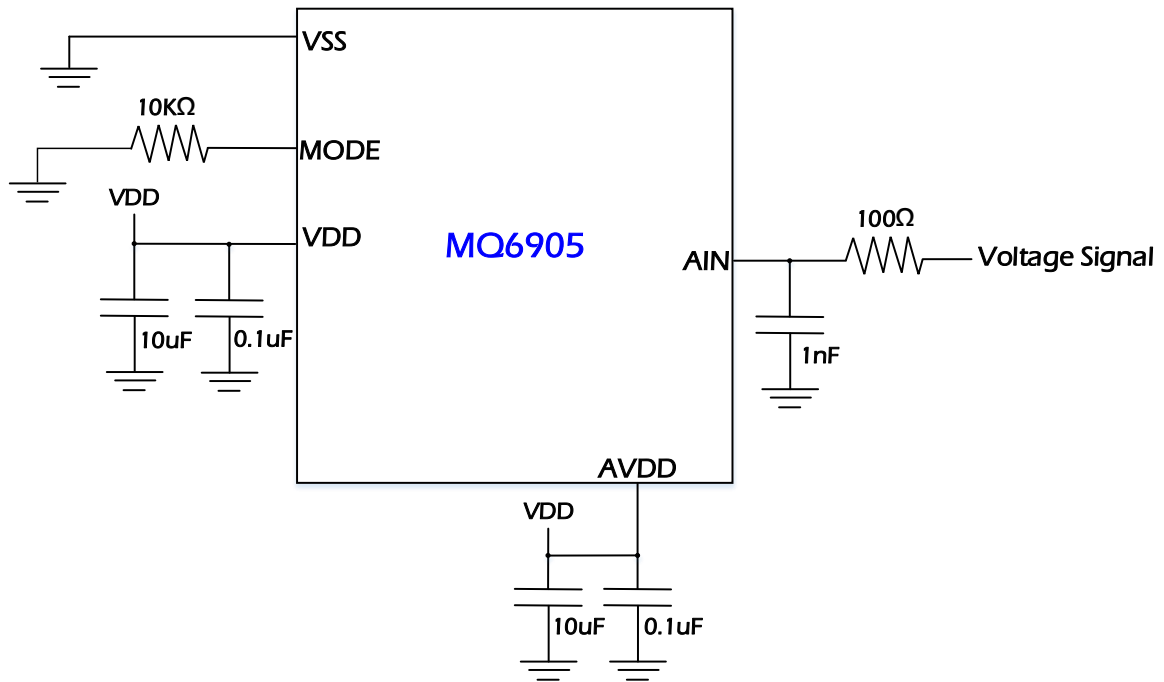 VSS
10KΩ
MODE
VDD
VDD
MQ6905
100Ω
AIN
Voltage Signal
10uF
0.1uF
1nF
AVDD
VDD
10uF
0.1uF